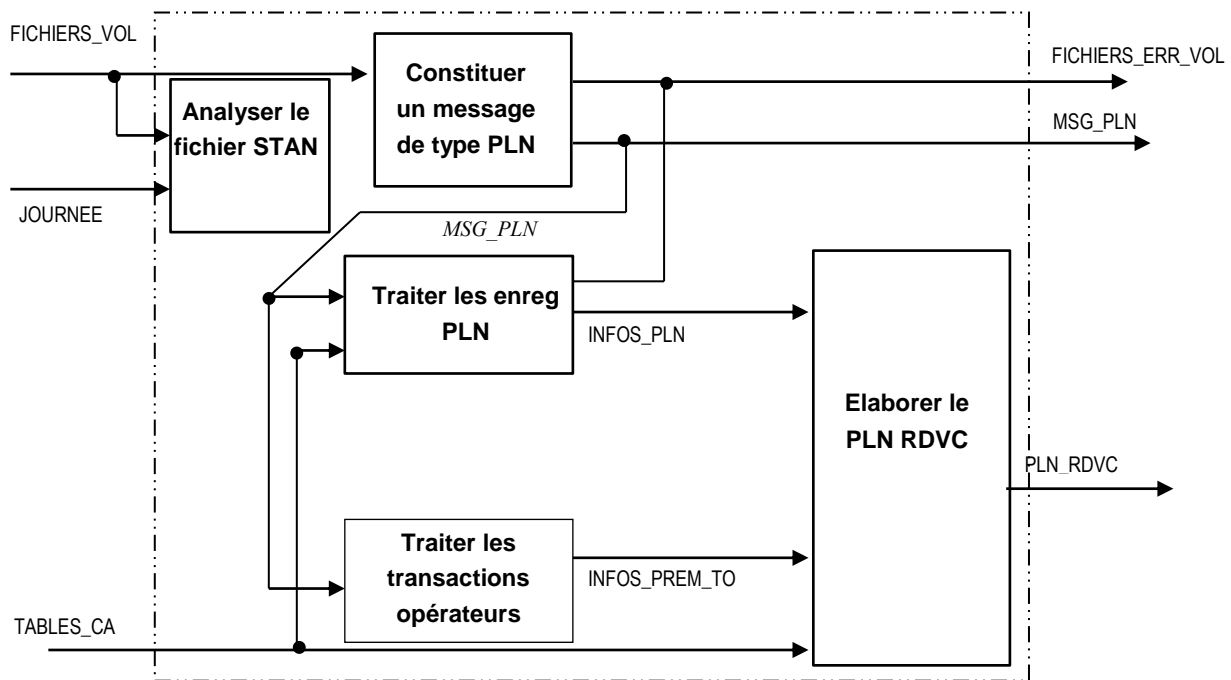 FICHIERS_VOL
Constituer
un message
de type PLN
FICHIERS_ERR_VOL
Analyser le
fichier STAN
MSG_PLN
JOURNEE
MSG_PLN
Traiter les enreg
PLN
INFOS_PLN
Elaborer le
PLN RDVC
PLN_RDVC
Traiter les
transactions
opérateurs
INFOS_PREM_TO
TABLES_CA